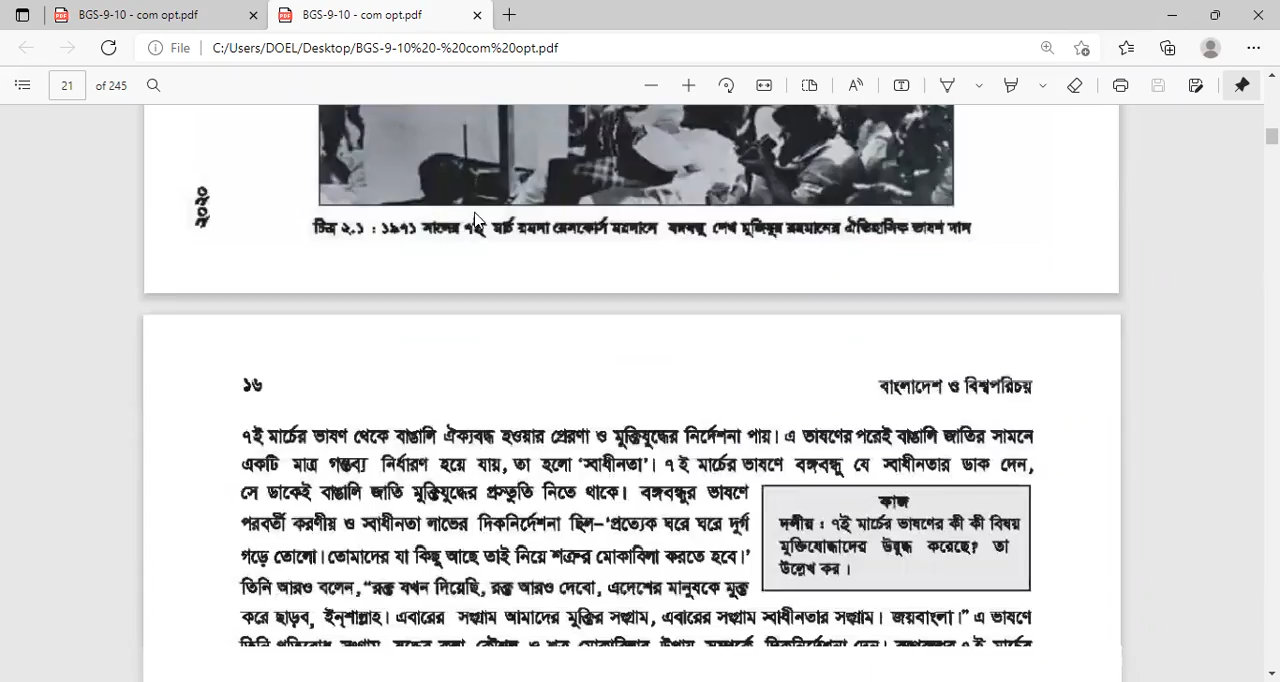 BGS-9-10 - com opt.pdf
BGS-9-10 - com opt.pdf
File
C:/Users/DOEL/Desktop/BGS-9-10%20-%20com%20opt.pdf
21 of 245
২০২০
চিত্র ২.১ : ১৯৭১ সালের ৭ই মার্চ রমনা রেসকোর্স ময়দানে বঙ্গবন্ধু শেখ মুজিবুর রহমানের ঐতিহাসিক ভাষণ দান
১৬
বাংলাদেশ ও বিশ্বপরিচয়
৭ই মার্চের ভাষণ থেকে বাঙালি ঐক্যবদ্ধ হওয়ার প্রেরণা ও মুক্তিযুদ্ধের নির্দেশনা পায়। এ ভাষণের পরেই বাঙালি জাতির সামনে
একটি মাত্র গন্তব্য নির্ধারণ হয়ে যায়, তা হলো ‘স্বাধীনতা’। ৭ই মার্চের ভাষণে বঙ্গবন্ধু যে স্বাধীনতার ডাক দেন,
সে ডাকেই বাঙালি জাতি মুক্তিযুদ্ধের প্রস্তুতি নিতে থাকে। বঙ্গবন্ধুর ভাষণে
পরবর্তী করণীয় ও স্বাধীনতা লাভের দিকনির্দেশনা ছিল–‘প্রত্যেক ঘরে ঘরে দুর্গ
গড়ে তোলো। তোমাদের যা কিছু আছে তাই নিয়ে শত্রুর মোকাবিলা করতে হবে।’
তিনি আরও বলেন, “রক্ত যখন দিয়েছি, রক্ত আরও দেবো, এদেশের মানুষকে মুক্ত
কাজ
দলীয় : ৭ই মার্চের ভাষণের কী কী বিষয়
মুক্তিযোদ্ধাদের উদ্বুদ্ধ করেছে? তা
উল্লেখ কর।
করে ছাড়ব, ইন্‌শাল্লাহ। এবারের সংগ্রাম আমাদের মুক্তির সংগ্রাম, এবারের সংগ্রাম স্বাধীনতার সংগ্রাম। জয়বাংলা।” এ ভাষণে